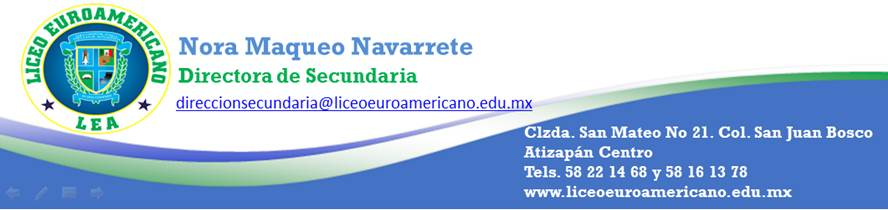 LICEO EUROAMERICANO
LEA
Nora Maqueo Navarrete
Directora de Secundaria
direccionsecundaria@liceoeuroamericano.edu.mx
Clzda. San Mateo No 21. Col. San Juan Bosco
Atizapán Centro
Tels. 58 22 14 68 y 58 16 13 78
www.liceoeuroamericano.edu.mx